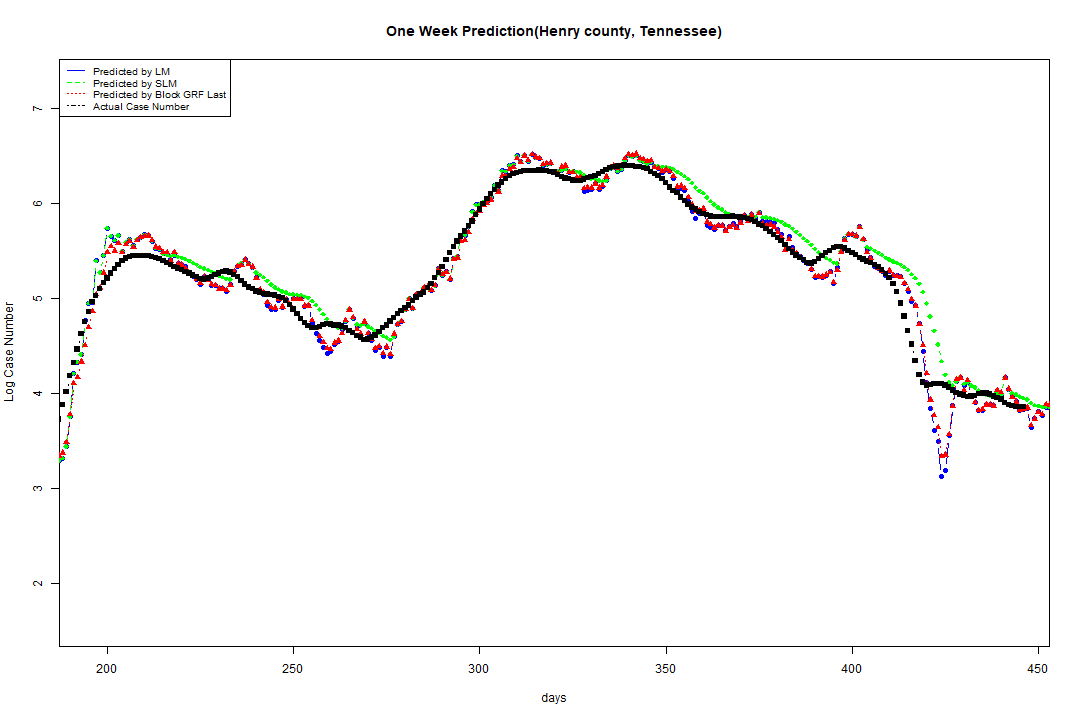 One Week Prediction(Henry county, Tennessee)
Predicted by LM
Predicted by SLM
Predicted by Block GRF Last
Actual Case Number
7
6
5
4
3
2
Log Case Number
200 250 300 350 400 450
days